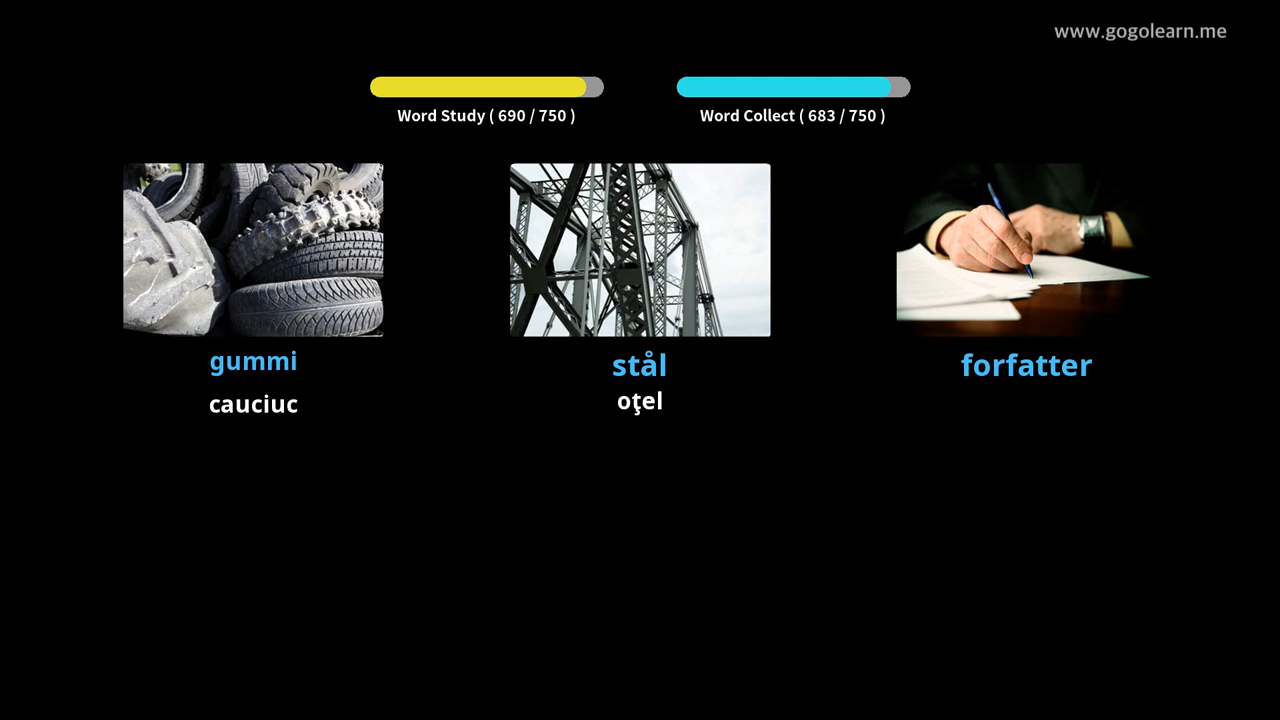 www.gogolearn.me
Word Study ( 690 / 750 )
Word Collect ( 683 / 750 )
gummi
cauciuc
stål
oţel
forfatter